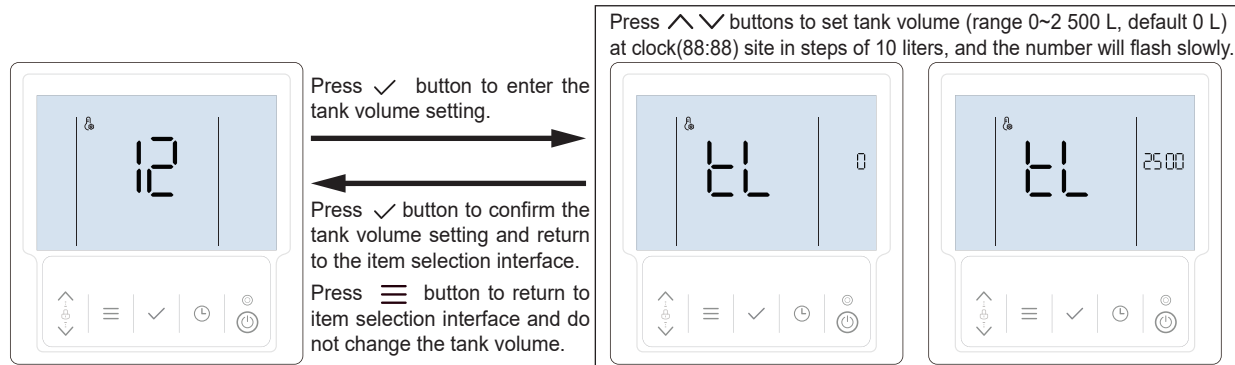 Press ∧ ∨ buttons to set tank volume (range 0~2 500 L, default 0 L)
at clock(88:88) site in steps of 10 liters, and the number will flash slowly.
Press ✓ button to enter the
tank volume setting.
12
Press ✓ button to confirm the
tank volume setting and return
to the item selection interface.
Press ☰ button to return to
item selection interface and do
not change the tank volume.
tL
0
tL
2500